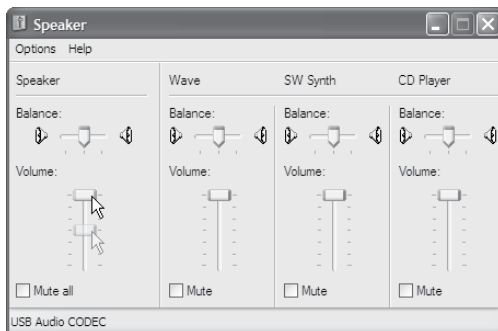 Speaker
Options Help
Speaker Wave SW Synth CD Player
Balance: Balance: Balance: Balance:
Volume: Volume: Volume: Volume:
Mute all Mute Mute Mute
USB Audio CODEC